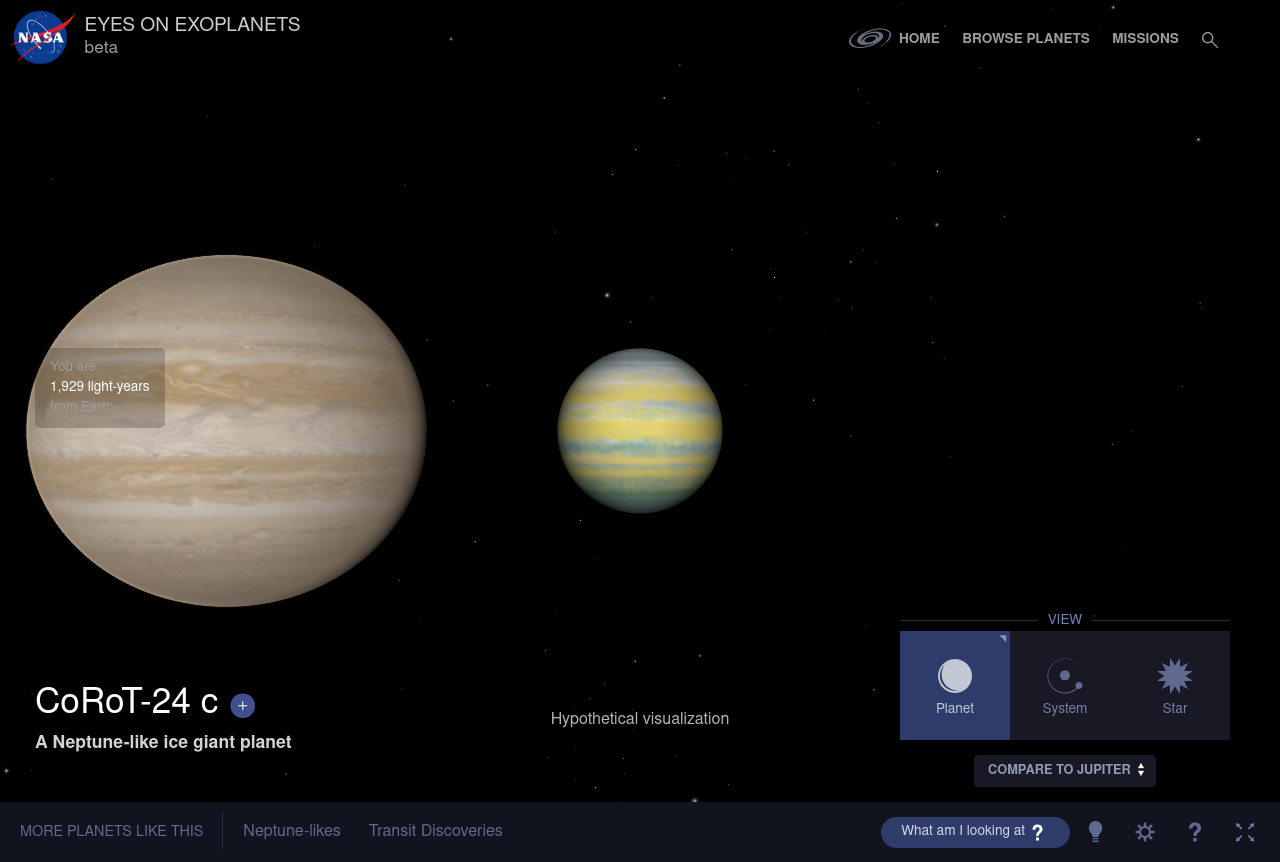 NASA
EYES ON EXOPLANETS
beta
HOME
BROWSE PLANETS
MISSIONS
You are
1,929 light-years
from Earth
CoRoT-24 c +
A Neptune-like ice giant planet
Hypothetical visualization
VIEW
Planet
System
Star
COMPARE TO JUPITER
MORE PLANETS LIKE THIS
Neptune-likes
Transit Discoveries
What am I looking at ?
?